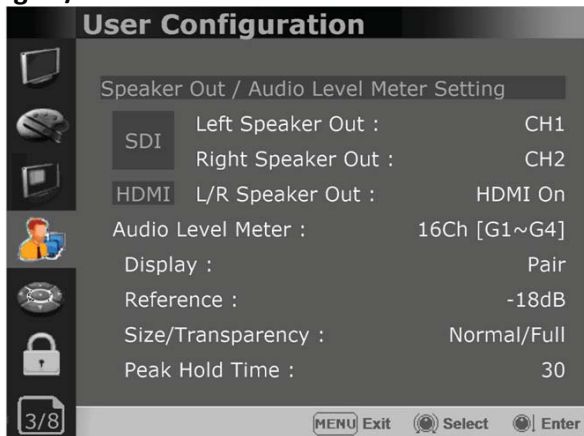 User Configuration
Speaker Out / Audio Level Meter Setting
SDI
Left Speaker Out : CH1
Right Speaker Out : CH2
HDMI L/R Speaker Out : HDMI On
Audio Level Meter : 16Ch [G1~G4]
Display : Pair
Reference : -18dB
Size/Transparency : Normal/Full
Peak Hold Time : 30
3/8 MENU Exit Select Enter